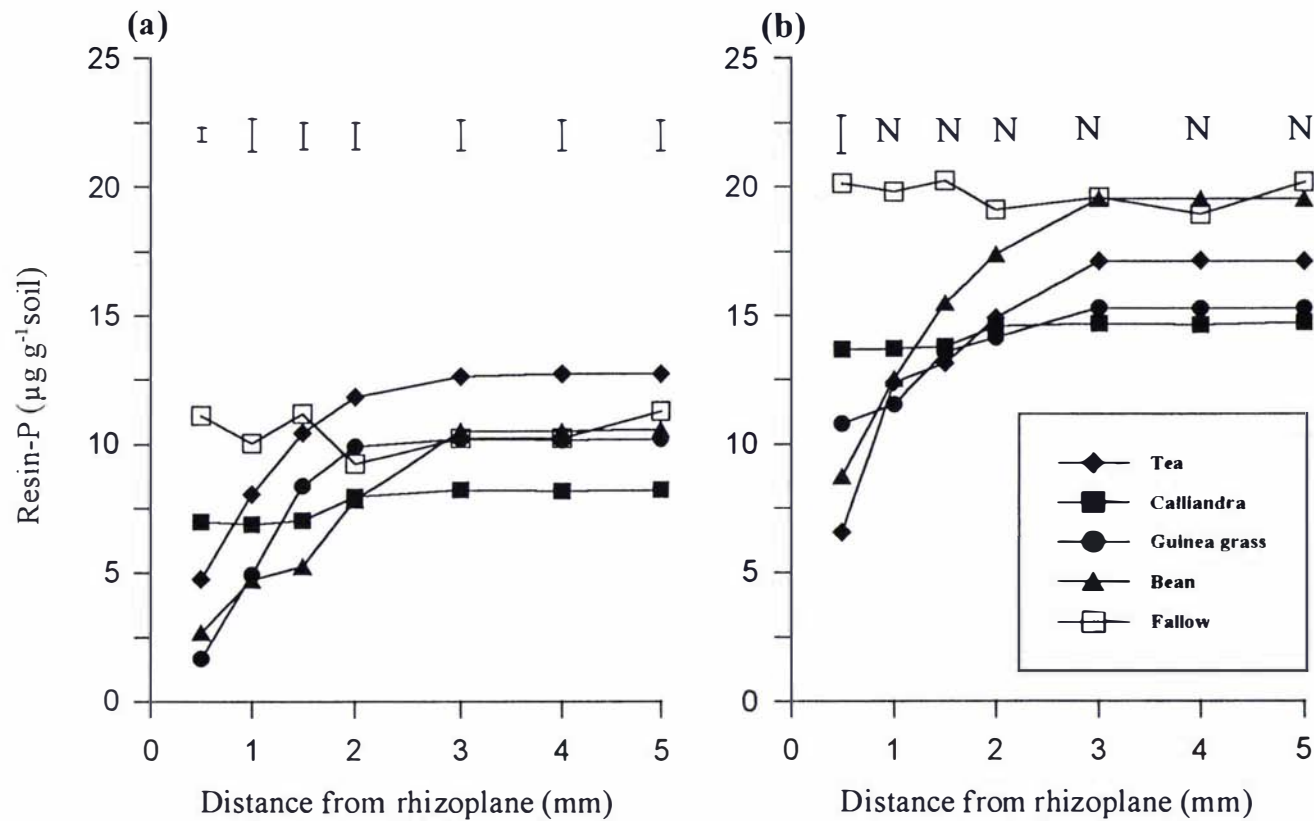 (a)
(b)
25
20
15
10
5
0
Resin-P (µg g⁻¹ soil)
0 1 2 3 4 5
Distance from rhizoplane (mm)
25
20
15
10
5
0
N N N N N N
Tea
Calliandra
Guinea grass
Bean
Fallow
0 1 2 3 4 5
Distance from rhizoplane (mm)